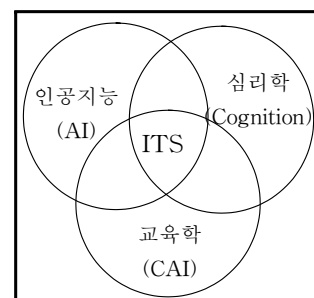 인공지능
(AI)
심리학
(Cognition)
ITS
교육학
(CAI)